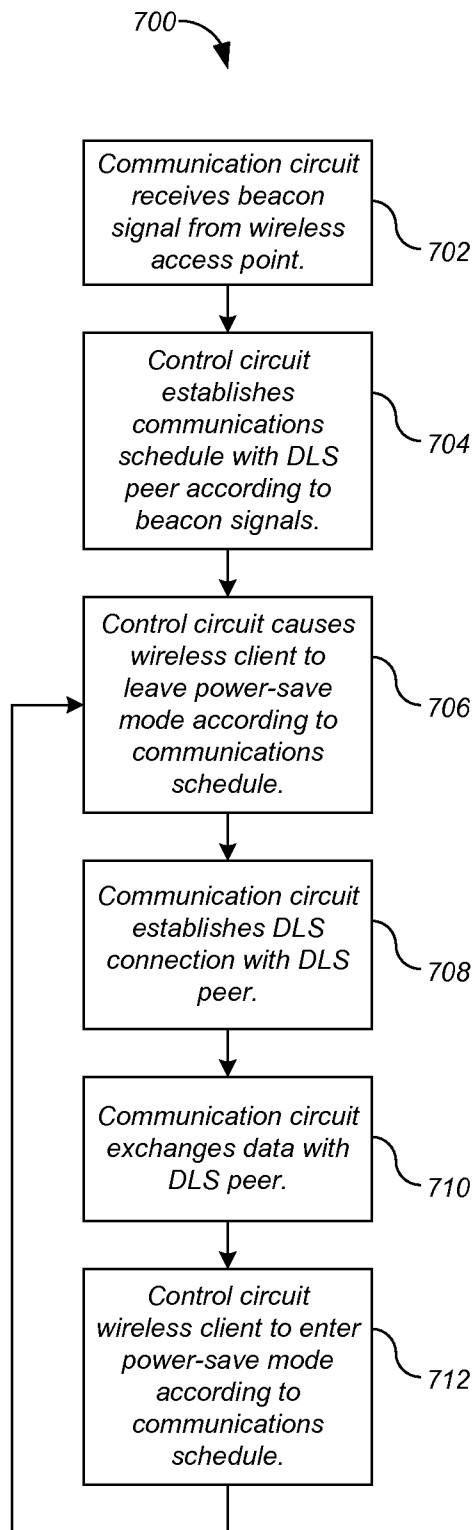 700
Communication circuit
receives beacon
signal from wireless
access point.
702
Control circuit
establishes
communications
schedule with DLS
peer according to
beacon signals.
704
Control circuit causes
wireless client to
leave power-save
mode according to
communications
schedule.
706
Communication circuit
establishes DLS
connection with DLS
peer.
708
Communication circuit
exchanges data with
DLS peer.
710
Control circuit
wireless client to enter
power-save mode
according to
communications
schedule.
712